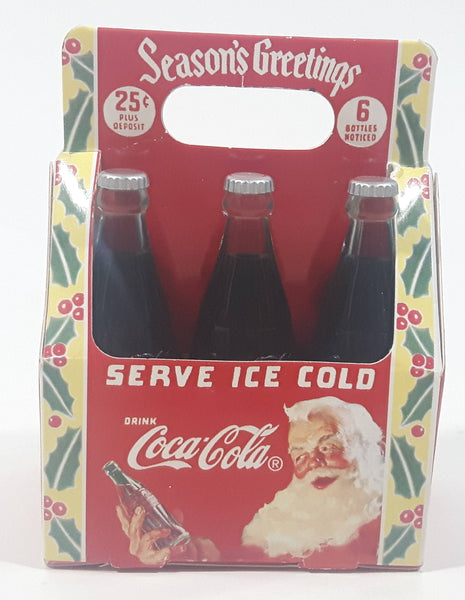 Season's Greetings
25¢
PLUS
DEPOSIT
6
BOTTLES
NOTICED
SERVE ICE COLD
DRINK
Coca-Cola®